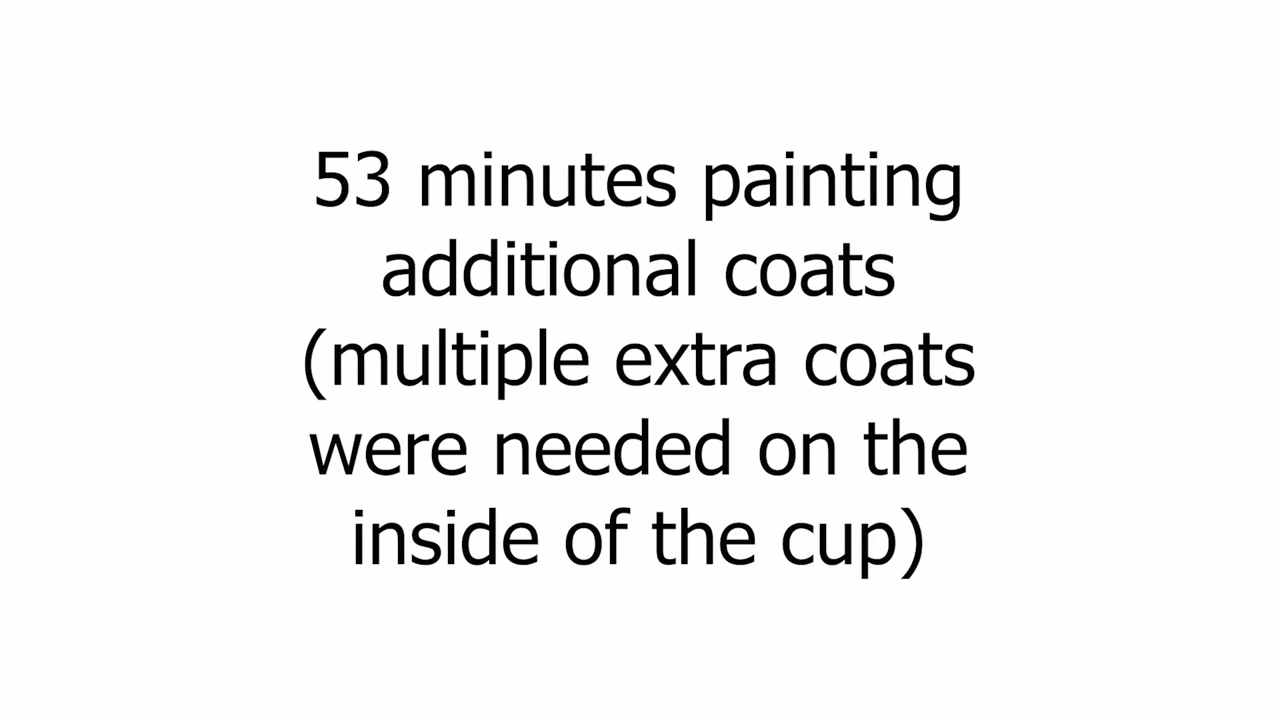 53 minutes painting
additional coats
(multiple extra coats
were needed on the
inside of the cup)